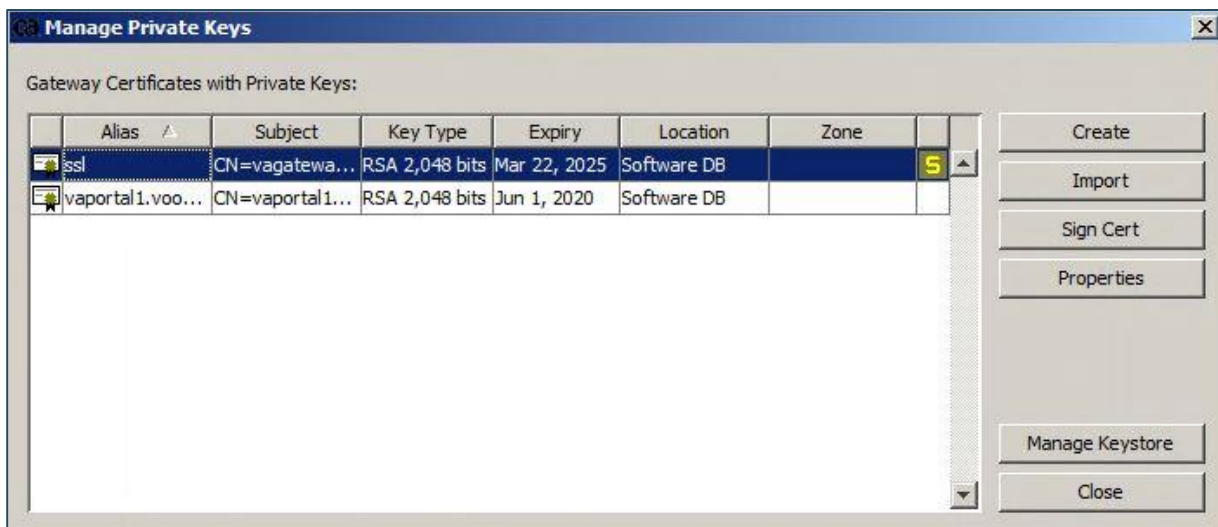 ca Manage Private Keys
Gateway Certificates with Private Keys:
Alias Subject Key Type Expiry Location Zone
ssl CN=vagatewa... RSA 2,048 bits Mar 22, 2025 Software DB S
vaportal1.voo... CN=vaportal1... RSA 2,048 bits Jun 1, 2020 Software DB
Create
Import
Sign Cert
Properties
Manage Keystore
Close